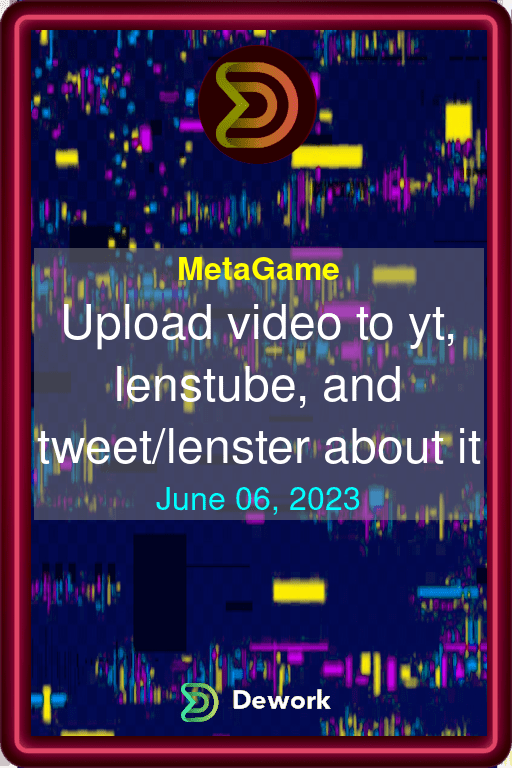 MetaGame
Upload video to yt,
lenstube, and
tweet/lenster about it
June 06, 2023
Dework